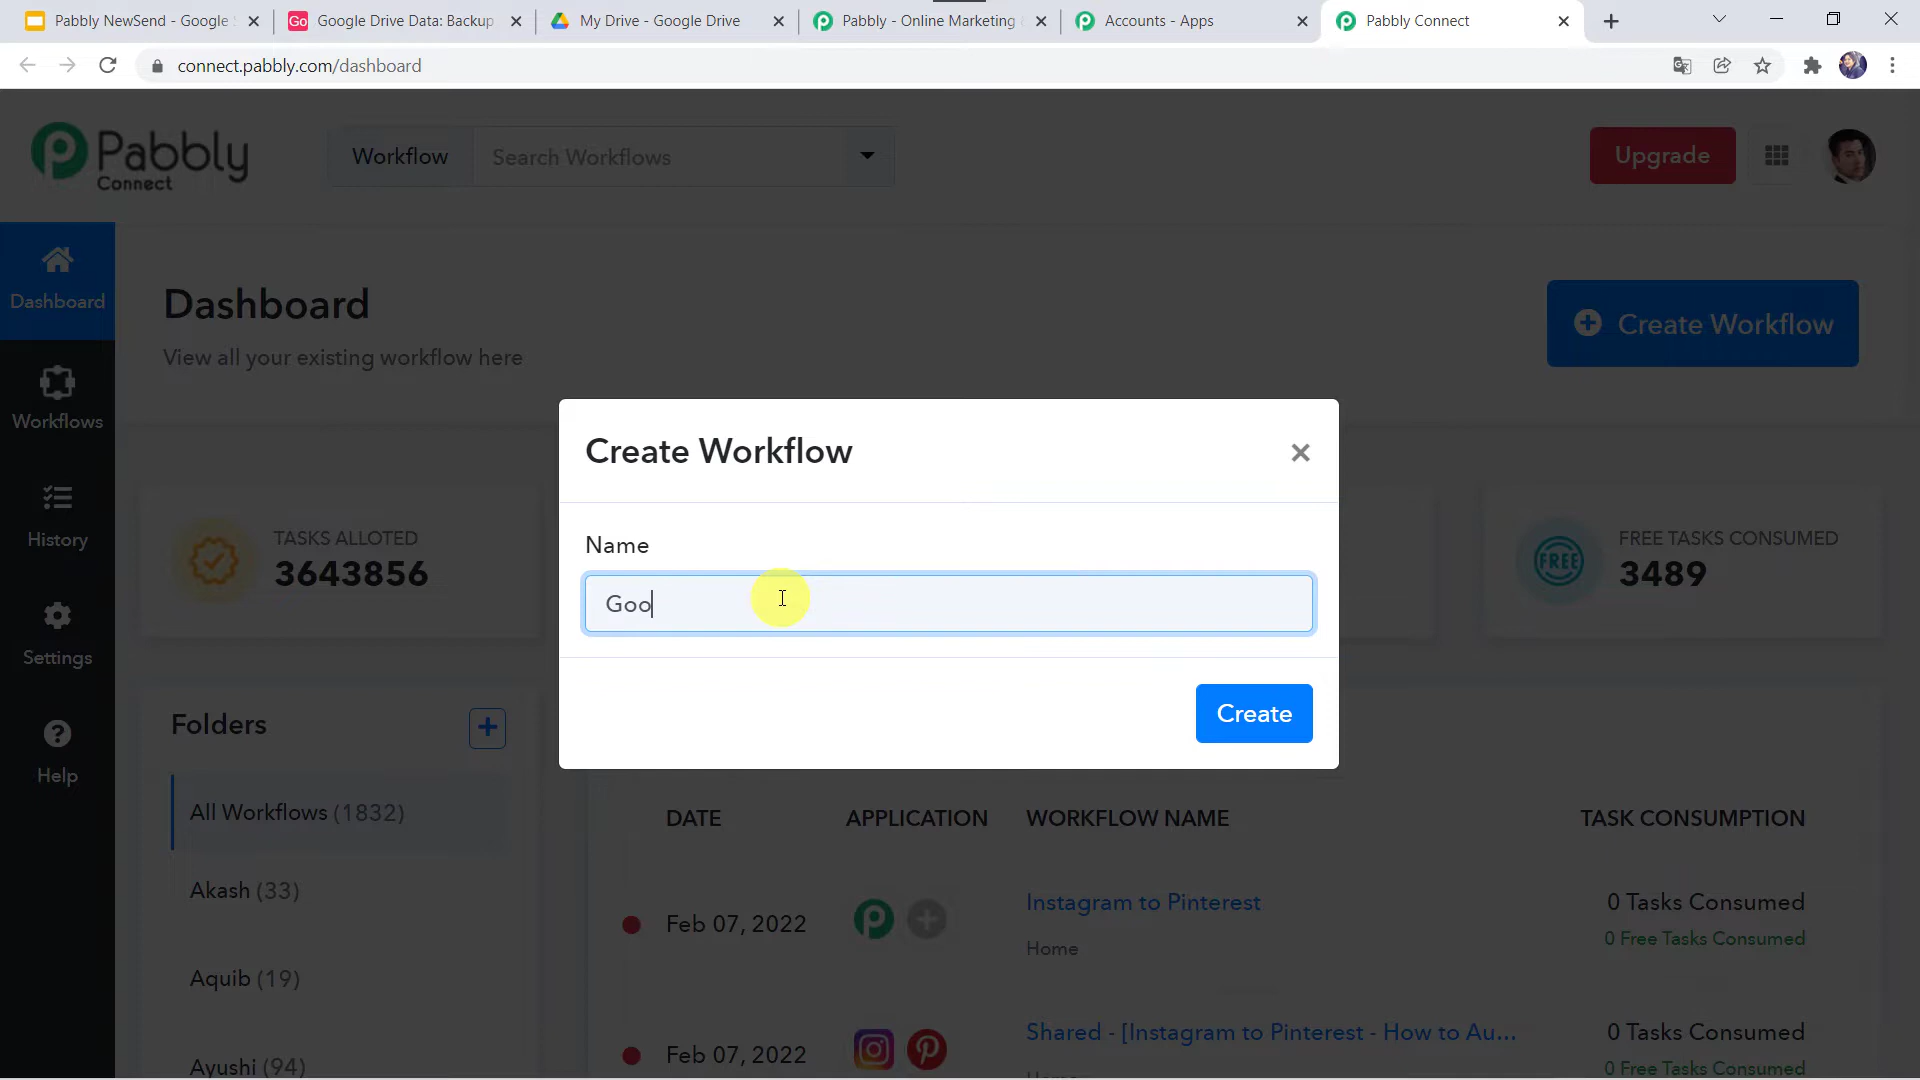 Pabbly NewSend - Google S
Google Drive Data: Backup
My Drive - Google Drive
Pabbly - Online Marketing
Accounts - Apps
Pabbly Connect
connect.pabbly.com/dashboard
Pabbly
Connect
Workflow
Search Workflows
Upgrade
Dashboard
Workflows
History
Settings
Help
Dashboard
View all your existing workflow here
Create Workflow
TASKS ALLOTED
3643856
FREE
FREE TASKS CONSUMED
3489
Create Workflow
Name
Goo
Create
Folders
All Workflows (1832)
Akash (33)
Aquib (19)
Ayushi (94)
DATE APPLICATION WORKFLOW NAME TASK CONSUMPTION
Feb 07, 2022
Instagram to Pinterest
Home
0 Tasks Consumed
0 Free Tasks Consumed
Feb 07, 2022
Shared - [Instagram to Pinterest - How to Au...
0 Tasks Consumed
0 Free Tasks Consumed